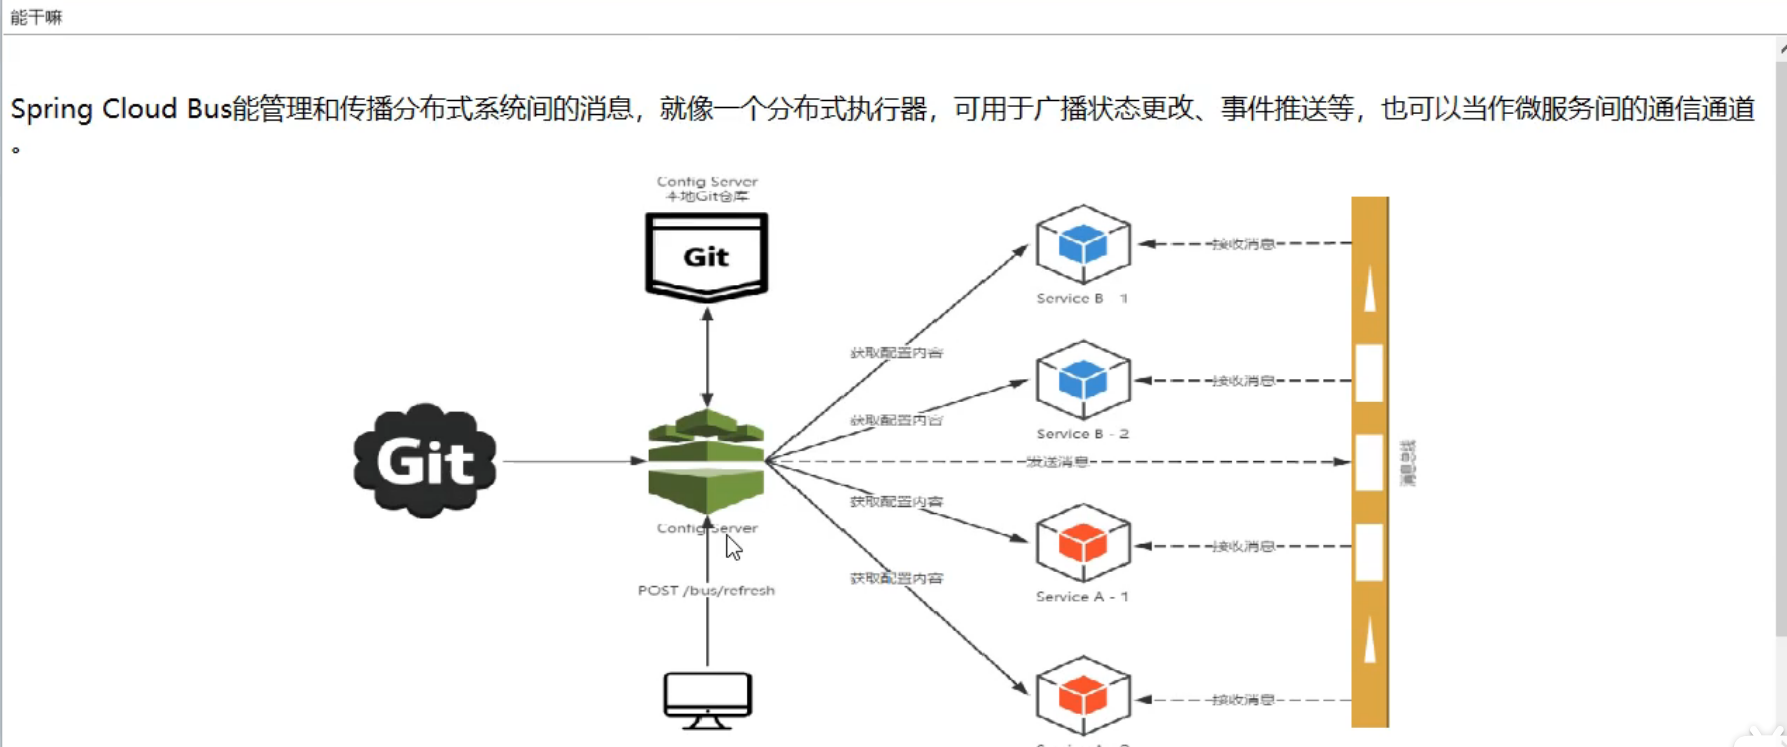 能干嘛
Spring Cloud Bus能管理和传播分布式系统间的消息，就像一个分布式执行器，可用于广播状态更改、事件推送等，也可以当作微服务间的通信通道
。
Config Server
本地Git仓库
Git
接收消息
Service B - 1
获取配置内容
接收消息
Service B - 2
获取配置内容
Git
发送消息
消息总线
获取配置内容
Config Server
接收消息
获取配置内容
POST /bus/refresh
Service A - 1
接收消息